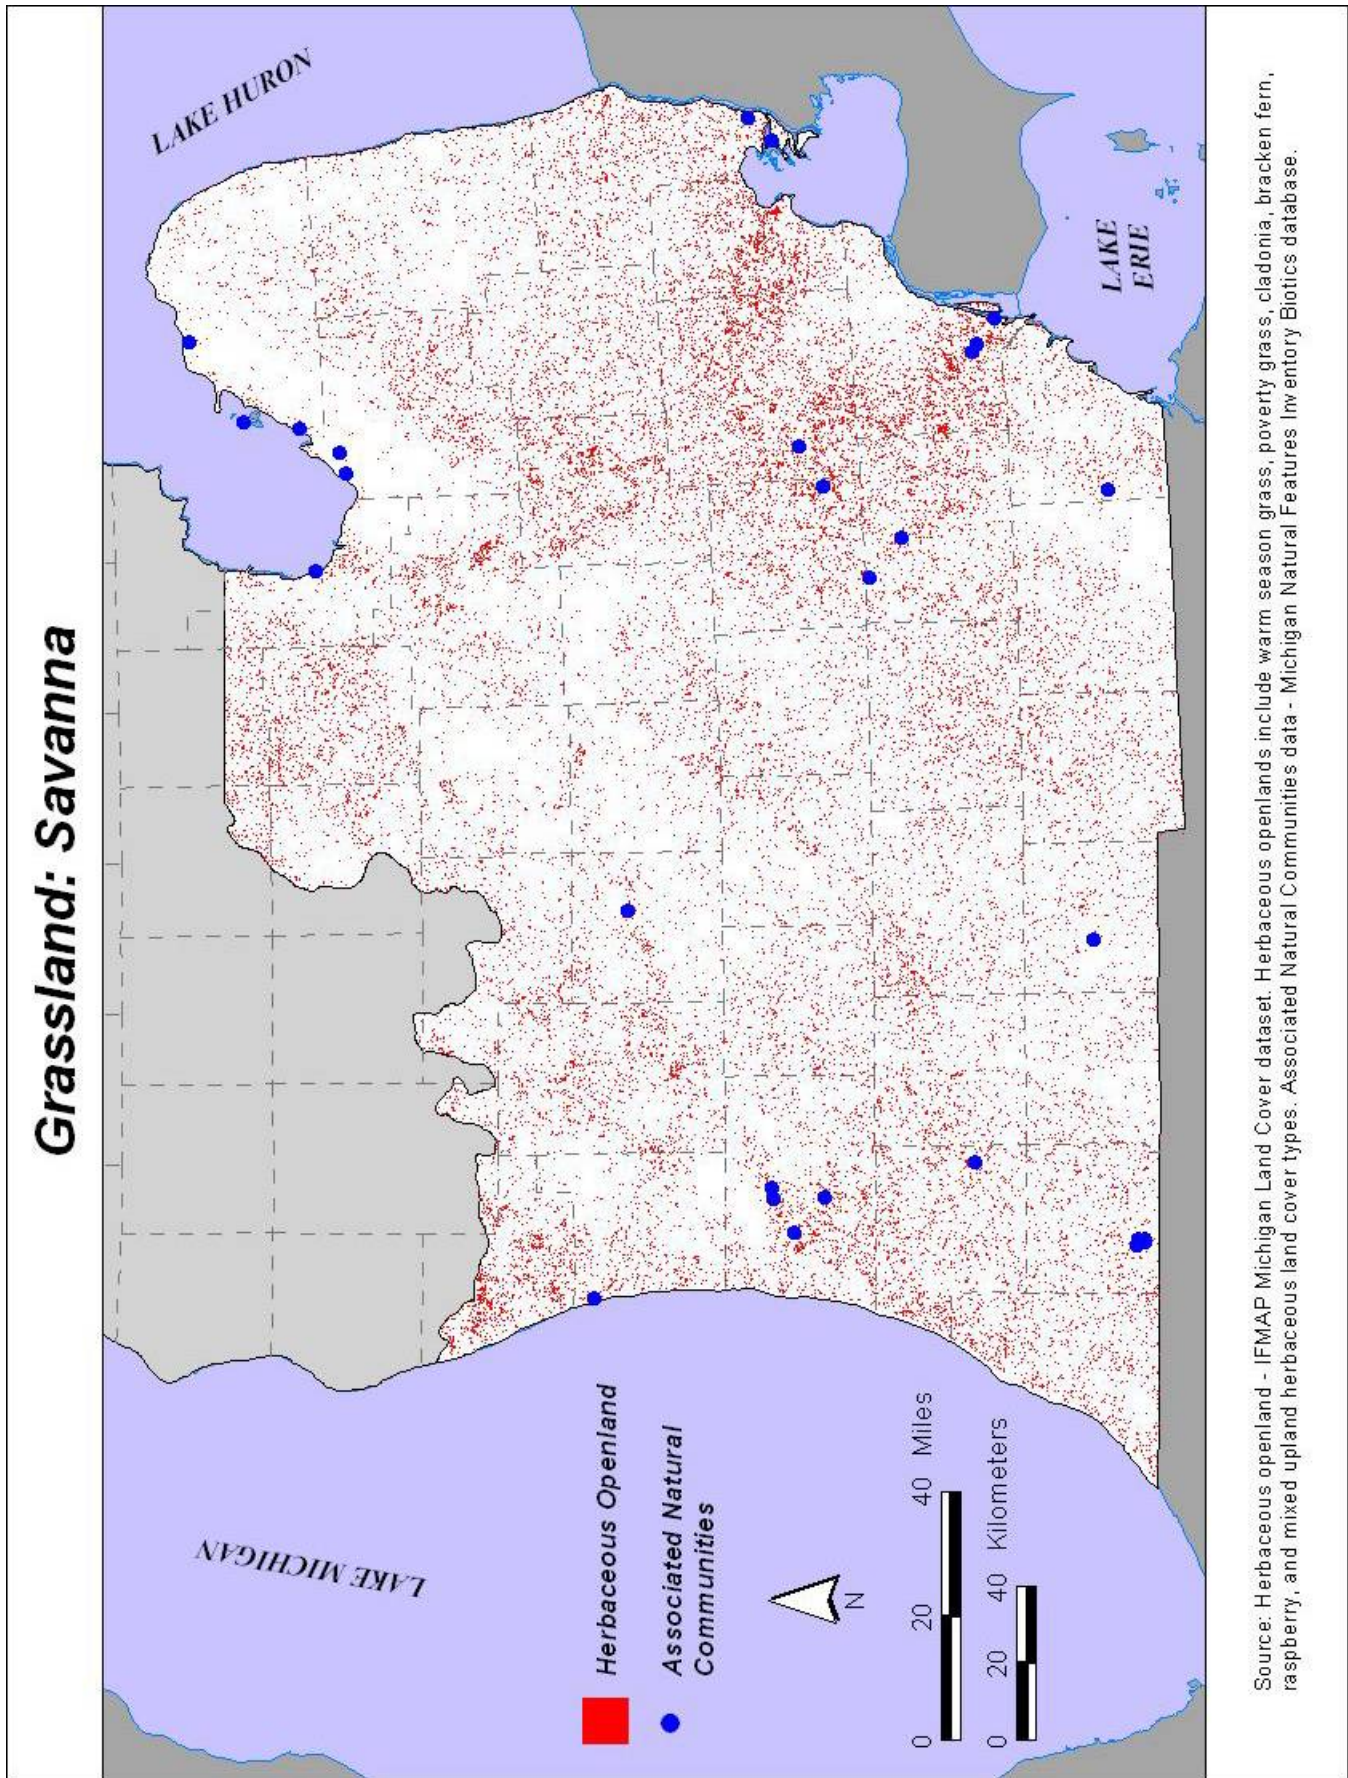 Grassland: Savanna
LAKE HURON
LAKE MICHIGAN
LAKE
ERIE
Herbaceous Openland
Associated Natural
Communities
N
0 20 40 Miles
0 20 40 Kilometers
Source: Herbaceous openland - IFMAP Michigan Land Cover dataset. Herbaceous openlands include warm season grass, poverty grass, cladonia, bracken fern,
raspberry, and mixed upland herbaceous land cover types. Associated Natural Communities data - Michigan Natural Features Inventory Biotics database.